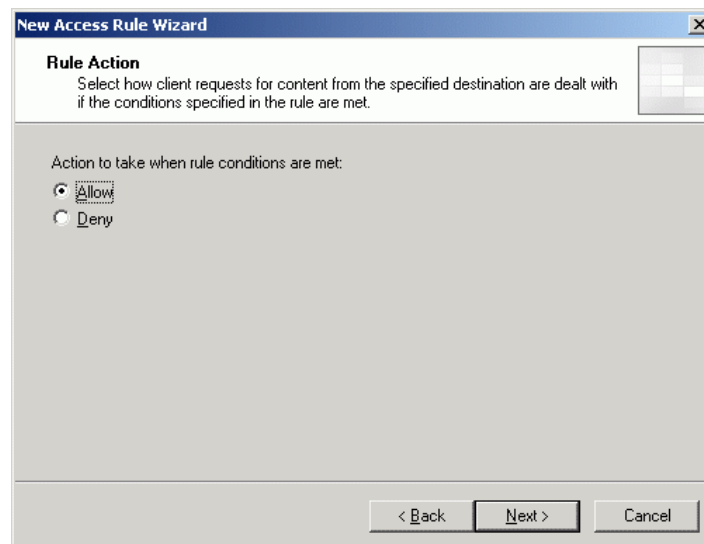 New Access Rule Wizard
Rule Action
Select how client requests for content from the specified destination are dealt with
if the conditions specified in the rule are met.
Action to take when rule conditions are met:
Allow
Deny
< Back Next > Cancel